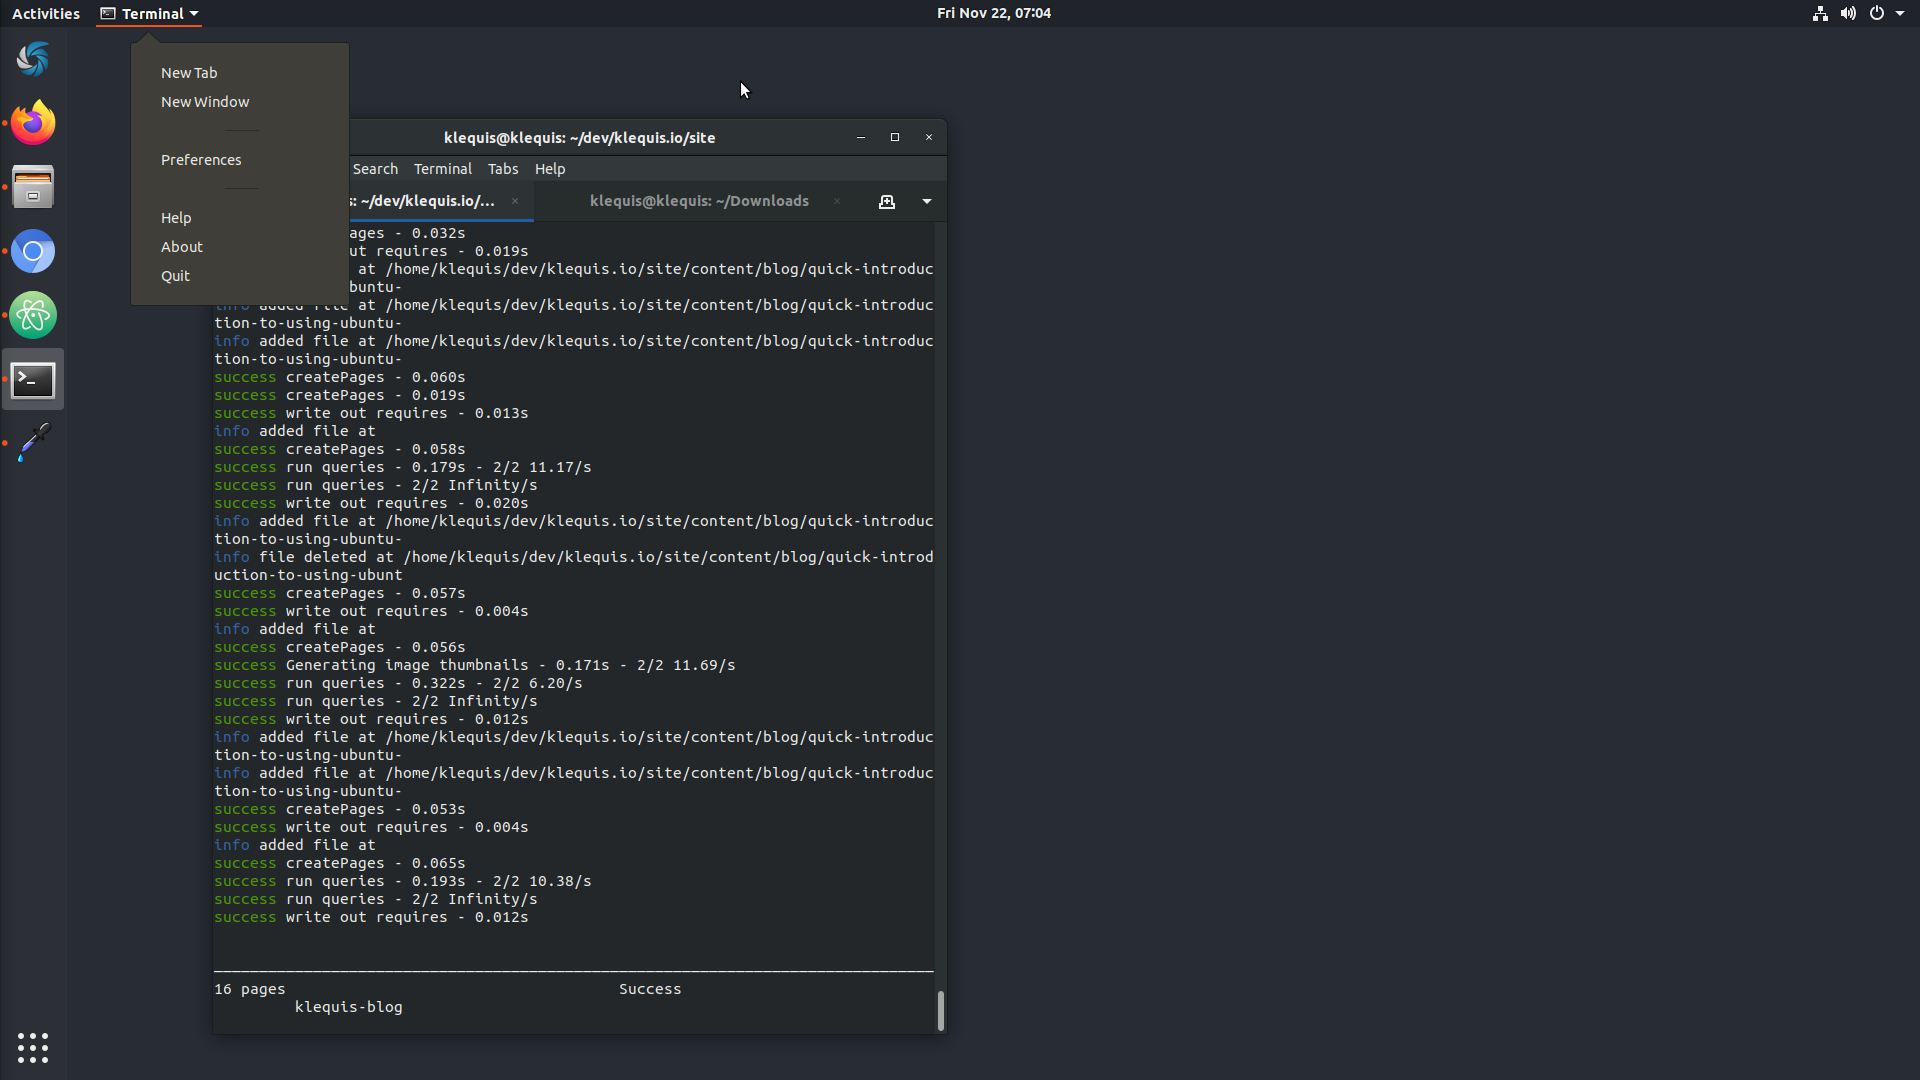 Activities
Terminal
Fri Nov 22, 07:04
New Tab
New Window
Preferences
Help
About
Quit
klequis@klequis: ~/dev/klequis.io/site
Search Terminal Tabs Help
s: ~/dev/klequis.io/...
klequis@klequis: ~/Downloads
ages - 0.032s
ut requires - 0.019s
at /home/klequis/dev/klequis.io/site/content/blog/quick-introduc
buntu-
info added file at /home/klequis/dev/klequis.io/site/content/blog/quick-introduc
tion-to-using-ubuntu-
info added file at /home/klequis/dev/klequis.io/site/content/blog/quick-introduc
tion-to-using-ubuntu-
success createPages - 0.060s
success createPages - 0.019s
success write out requires - 0.013s
info added file at
success createPages - 0.058s
success run queries - 0.179s - 2/2 11.17/s
success run queries - 2/2 Infinity/s
success write out requires - 0.020s
info added file at /home/klequis/dev/klequis.io/site/content/blog/quick-introduc
tion-to-using-ubuntu-
info file deleted at /home/klequis/dev/klequis.io/site/content/blog/quick-introd
uction-to-using-ubunt
success createPages - 0.057s
success write out requires - 0.004s
info added file at
success createPages - 0.056s
success Generating image thumbnails - 0.171s - 2/2 11.69/s
success run queries - 0.322s - 2/2 6.20/s
success run queries - 2/2 Infinity/s
success write out requires - 0.012s
info added file at /home/klequis/dev/klequis.io/site/content/blog/quick-introduc
tion-to-using-ubuntu-
info added file at /home/klequis/dev/klequis.io/site/content/blog/quick-introduc
tion-to-using-ubuntu-
success createPages - 0.053s
success write out requires - 0.004s
info added file at
success createPages - 0.065s
success run queries - 0.193s - 2/2 10.38/s
success run queries - 2/2 Infinity/s
success write out requires - 0.012s
16 pages Success
klequis-blog